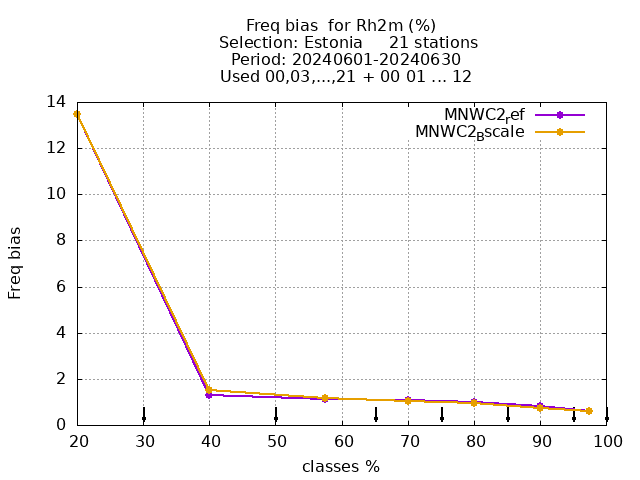 Freq bias  for Rh2m (%)
Selection: Estonia     21 stations
Period: 20240601-20240630
Used 00,03,...,21 + 00 01 ... 12
14
12
10
8
6
4
2
0
Freq bias
MNWC2ref
MNWC2Bscale
20 30 40 50 60 70 80 90 100
classes %